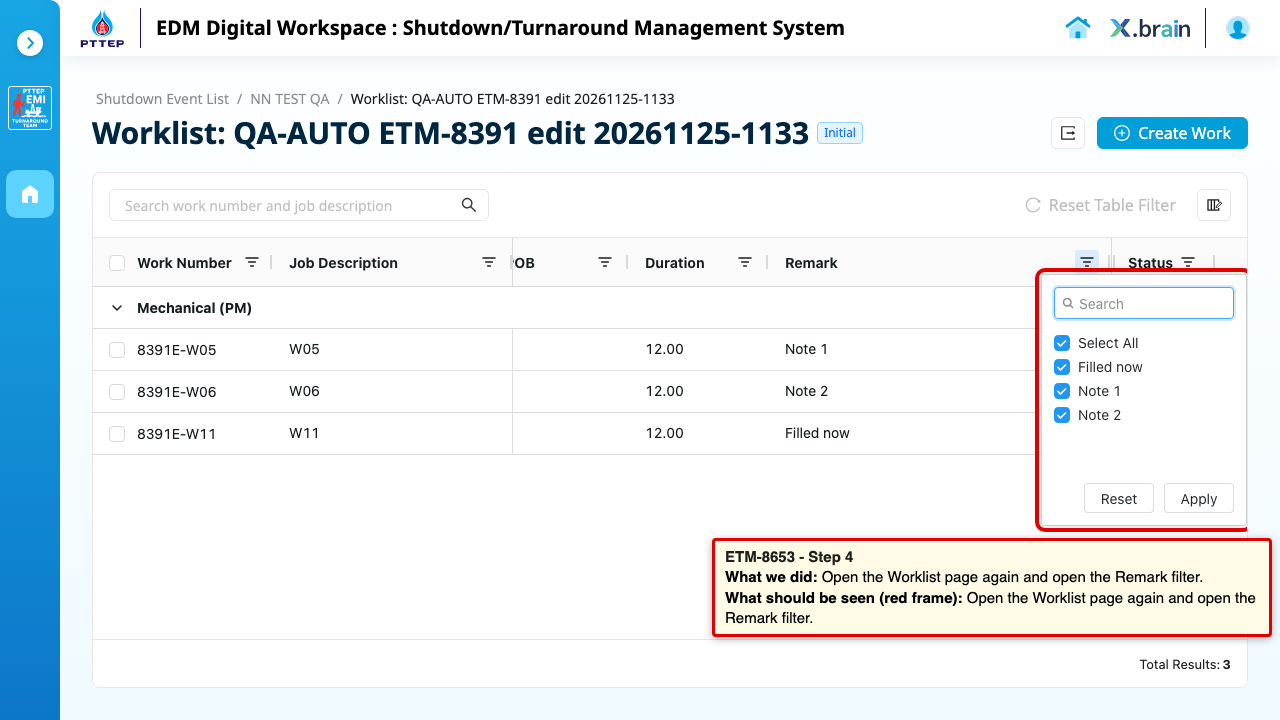 PTTEP
EDM Digital Workspace : Shutdown/Turnaround Management System
X.brain
PTTEP
EMI
TURNAROUND
TEAM
Shutdown Event List / NN TEST QA / Worklist: QA-AUTO ETM-8391 edit 20261125-1133
Worklist: QA-AUTO ETM-8391 edit 20261125-1133
Initial
Create Work
Search work number and job description
Reset Table Filter
Work Number Job Description OB Duration Remark Status
Mechanical (PM)
8391E-W05 W05 12.00 Note 1
8391E-W06 W06 12.00 Note 2
8391E-W11 W11 12.00 Filled now
Search
Select All
Filled now
Note 1
Note 2
Reset Apply
ETM-8653 - Step 4
What we did: Open the Worklist page again and open the Remark filter.
What should be seen (red frame): Open the Worklist page again and open the
Remark filter.
Total Results: 3